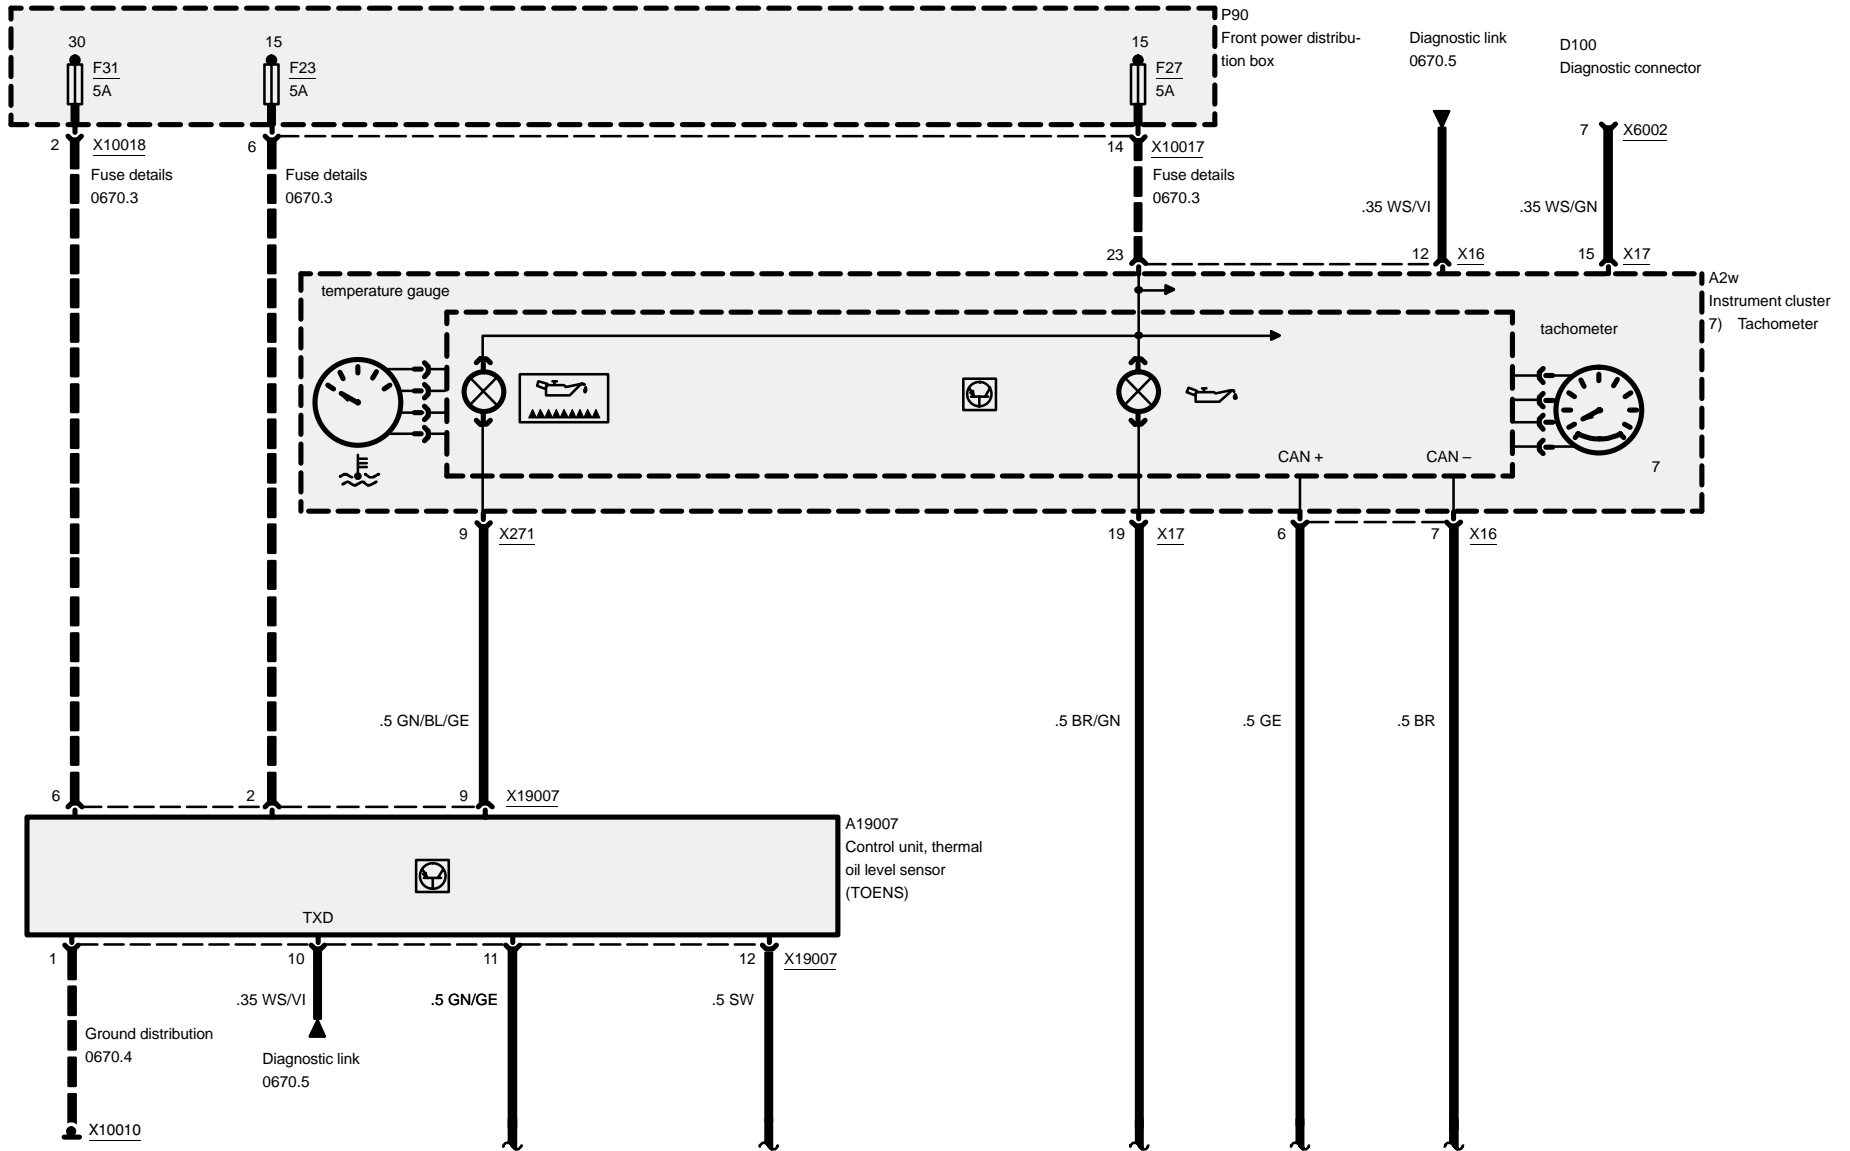 P90
Front power distribu-
tion box
30
F31
5A
15
F23
5A
15
F27
5A
Diagnostic link
0670.5
D100
Diagnostic connector
2 X10018
6
14 X10017
7 X6002
Fuse details
0670.3
Fuse details
0670.3
Fuse details
0670.3
.35 WS/VI
.35 WS/GN
23
12 X16
15 X17
A2w
Instrument cluster
7) Tachometer
temperature gauge
tachometer
CAN +
CAN –
7
9 X271
19 X17
6
7 X16
.5 GN/BL/GE
.5 BR/GN
.5 GE
.5 BR
6
2
9 X19007
A19007
Control unit, thermal
oil level sensor
(TOENS)
TXD
1
10
11
12 X19007
.35 WS/VI
.5 GN/GE
.5 SW
Ground distribution
0670.4
Diagnostic link
0670.5
X10010